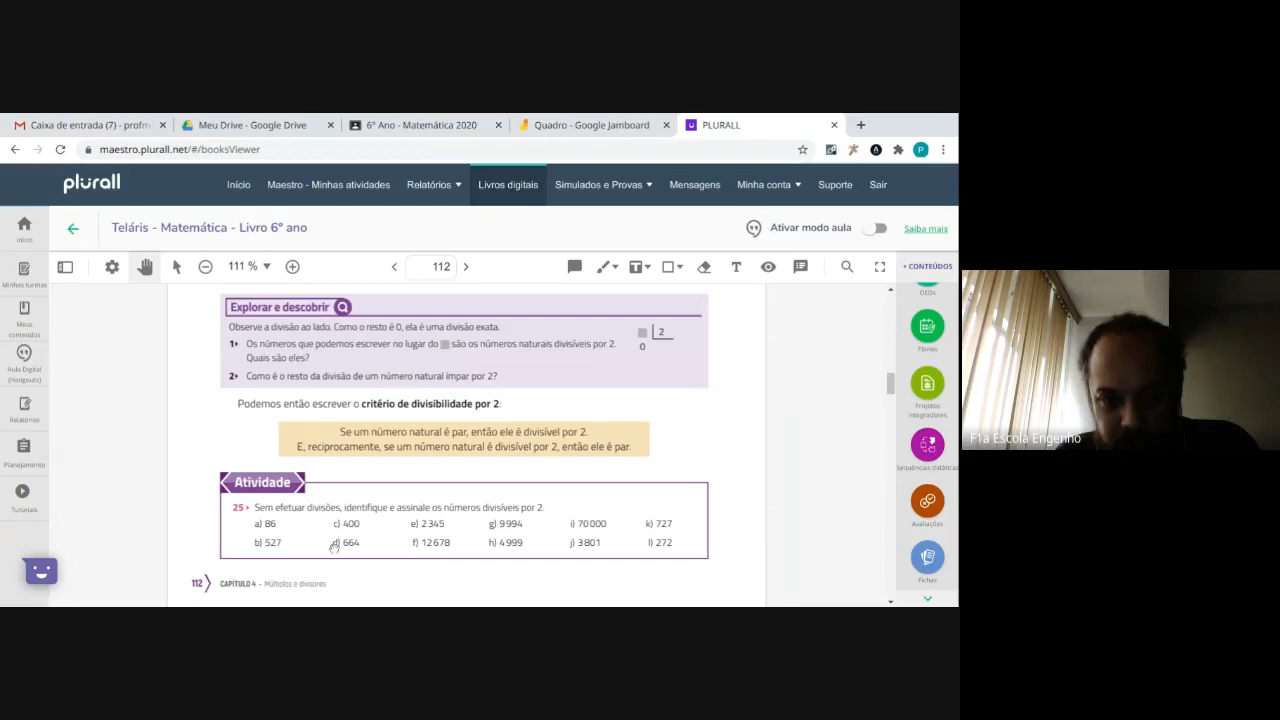 Caixa de entrada (7) - profm
Meu Drive - Google Drive
6º Ano - Matemática 2020
Quadro - Google Jamboard
PLURALL
maestro.plurall.net/#/booksViewer
P
plurall
Início
Maestro - Minhas atividades
Relatórios
Livros digitais
Simulados e Provas
Mensagens
Minha conta
Suporte
Sair
Teláris - Matemática - Livro 6º ano
Ativar modo aula
Saiba mais
111 %
112
+ CONTEÚDOS
Início
Minhas turmas
Meus conteúdos
Aula Digital (Hangouts)
Relatórios
Planejamento
Tutoriais
OEDs
Planos
Projetos Integradores
Sequências didáticas
Avaliações
Fichas
Explorar e descobrir
Observe a divisão ao lado. Como o resto é 0, ela é uma divisão exata.
1 Os números que podemos escrever no lugar do são os números naturais divisíveis por 2.
Quais são eles?
2 Como é o resto da divisão de um número natural ímpar por 2?
2
0
Podemos então escrever o critério de divisibilidade por 2:
Se um número natural é par, então ele é divisível por 2.
E, reciprocamente, se um número natural é divisível por 2, então ele é par.
Atividade
25 Sem efetuar divisões, identifique e assinale os números divisíveis por 2.
a) 86 c) 400 e) 2 345 g) 9 994 i) 70 000 k) 727
b) 527 d) 664 f) 12 678 h) 4 999 j) 3 801 l) 272
112 CAPÍTULO 4 - Múltiplos e divisores
F1a Escola Engenho